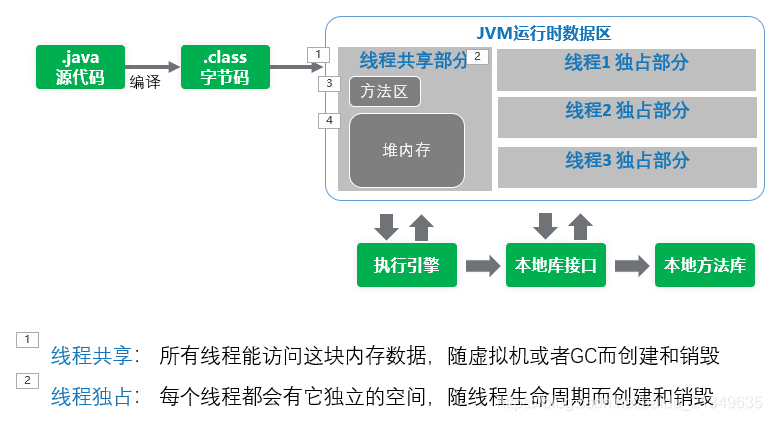 JVM运行时数据区
.java
源代码
编译
.class
字节码
1
线程共享部分
2
3
方法区
4
堆内存
线程1 独占部分
线程2 独占部分
线程3 独占部分
执行引擎
本地库接口
本地方法库
1
线程共享： 所有线程能访问这块内存数据，随虚拟机或者GC而创建和销毁
2
线程独占： 每个线程都会有它独立的空间，随线程生命周期而创建和销毁